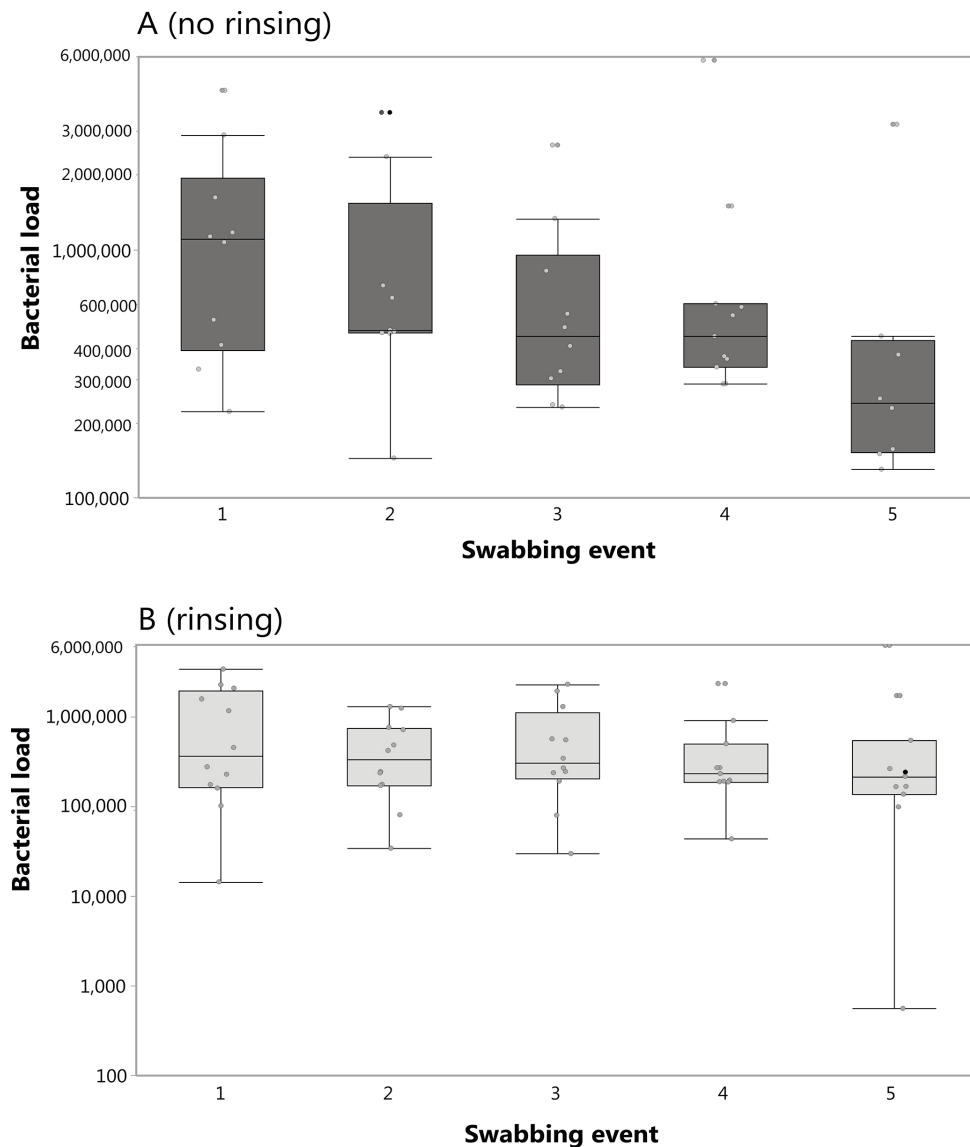 A (no rinsing)
6,000,000
3,000,000
2,000,000
1,000,000
600,000
400,000
300,000
200,000
100,000
Bacterial load
1 2 3 4 5
Swabbing event
B (rinsing)
6,000,000
1,000,000
100,000
10,000
1,000
100
Bacterial load
1 2 3 4 5
Swabbing event